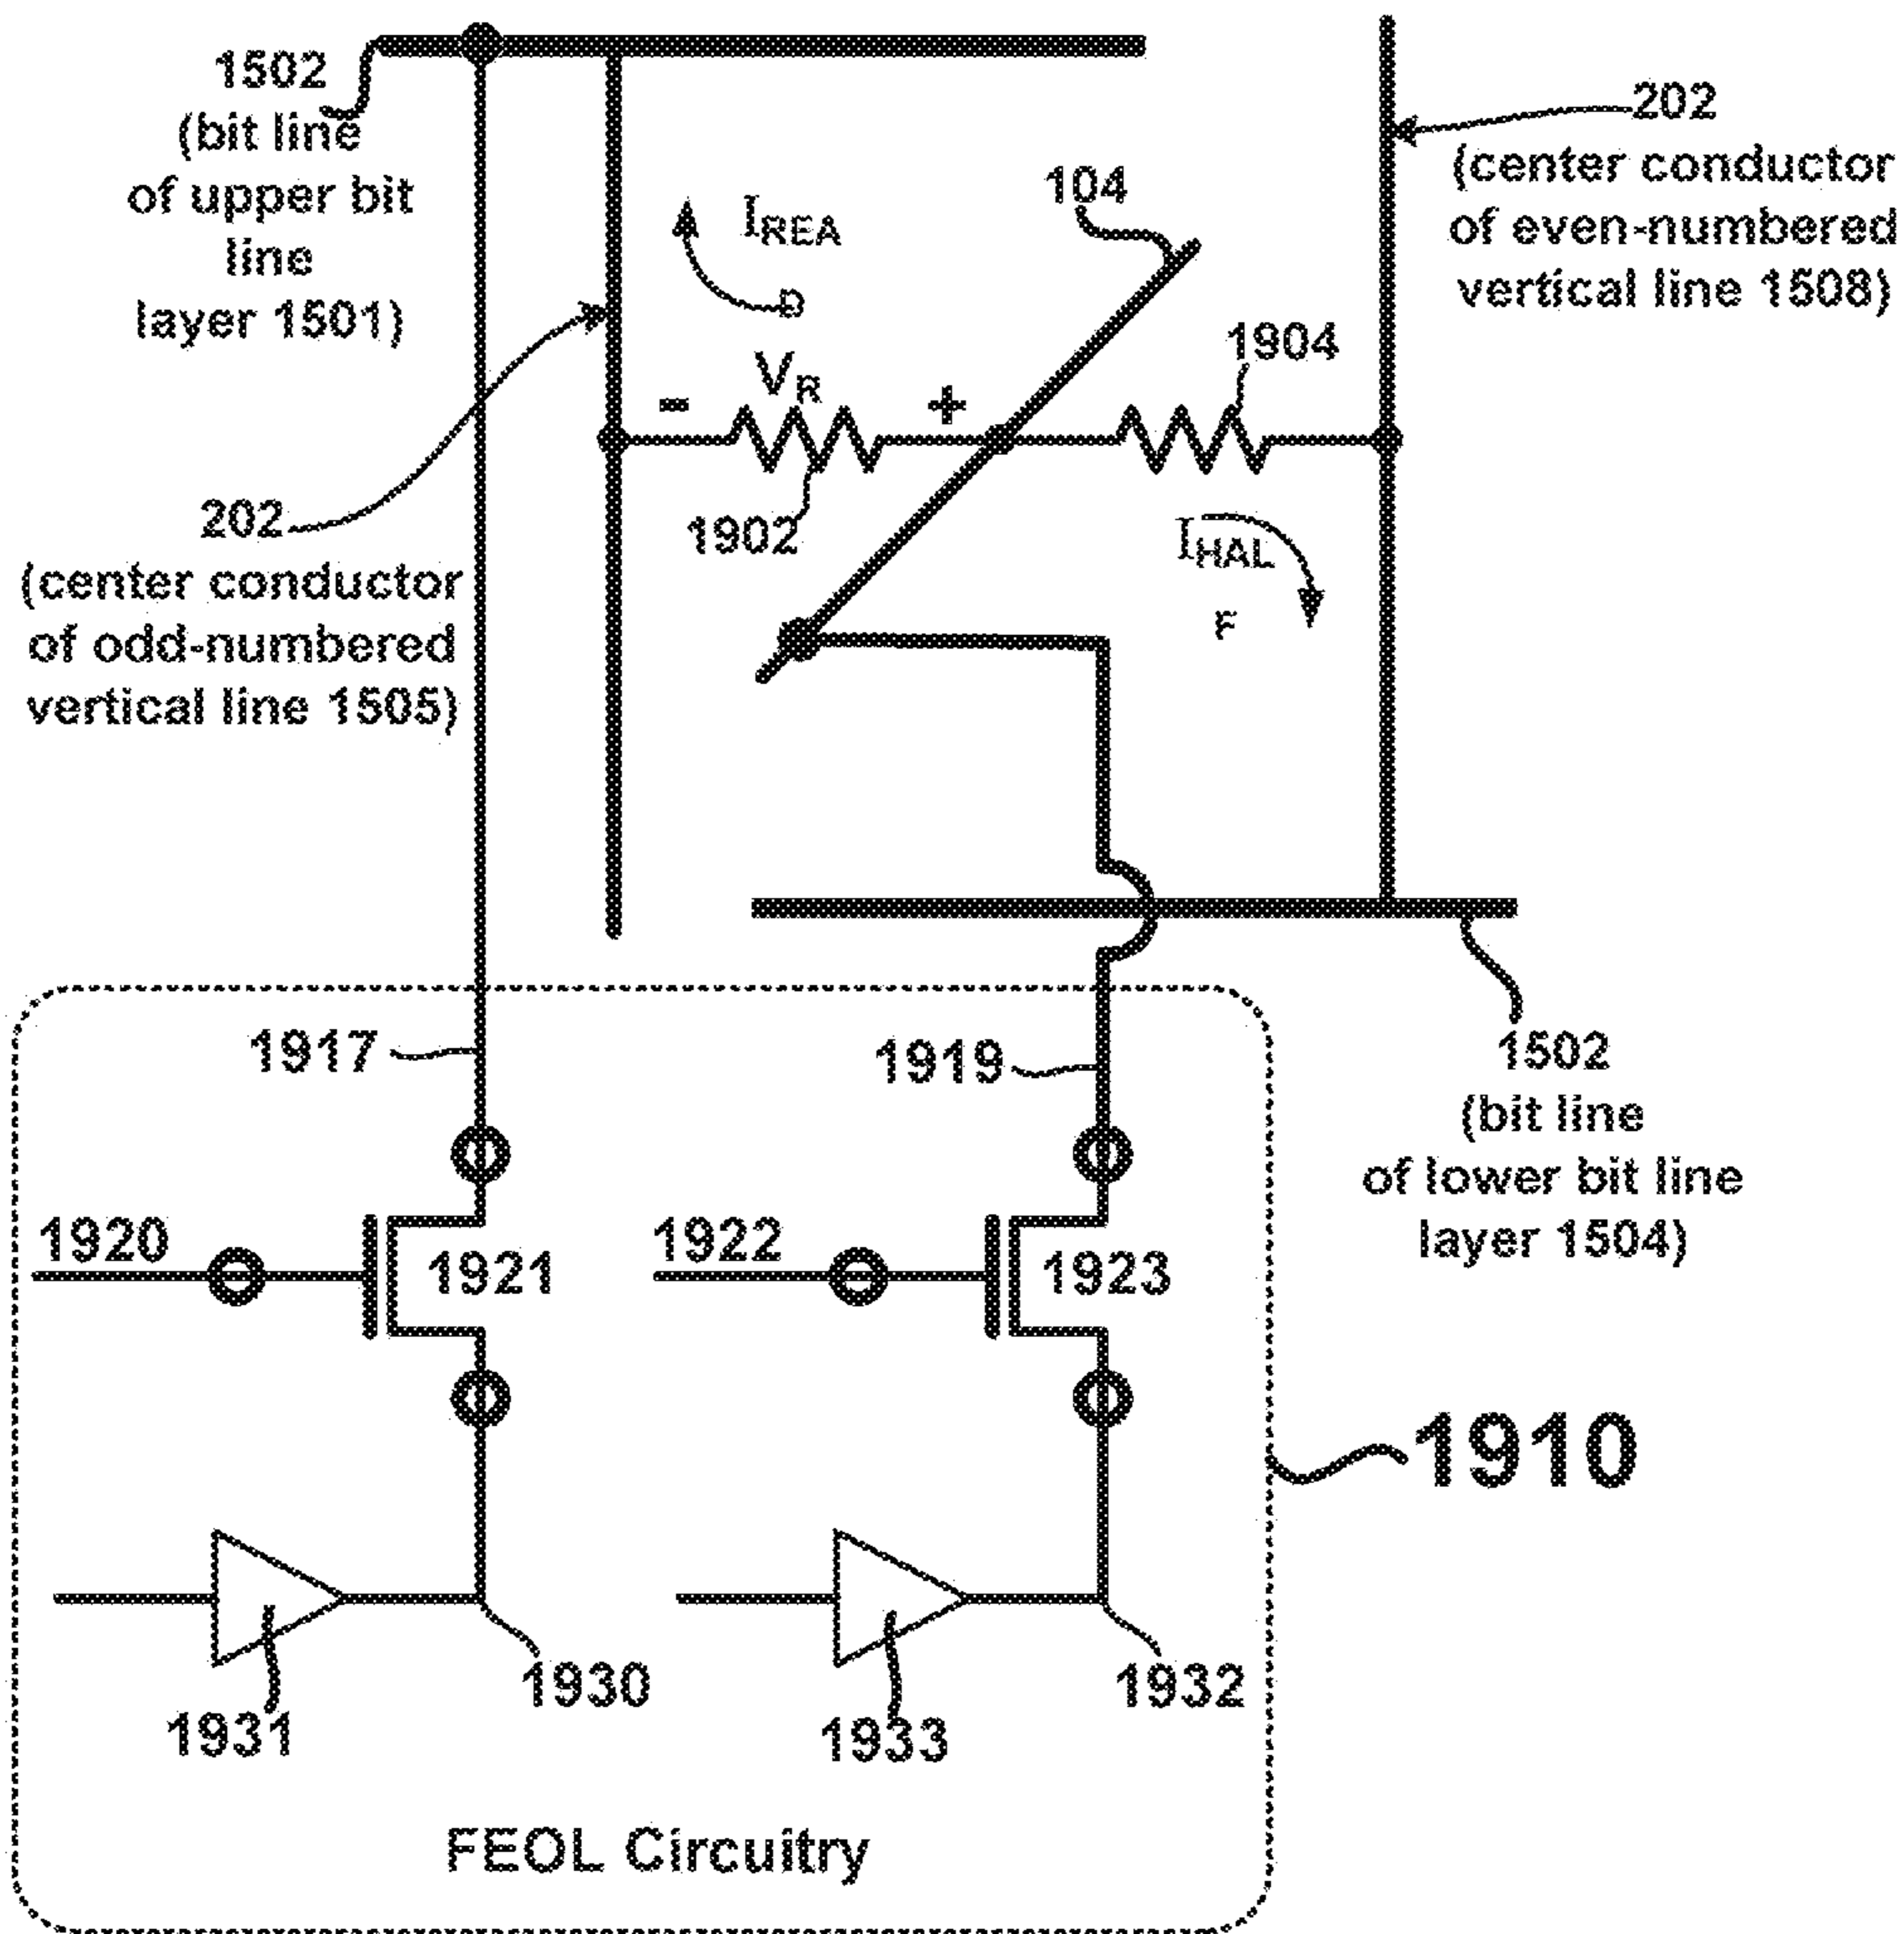 1502
(bit line
of upper bit
line
layer 1501)
202
(center conductor
of even-numbered
vertical line 1508)
104
I_REA
D
1904
- V_R +
1902
202
(center conductor
of odd-numbered
vertical line 1505)
I_HAL
F
1917
1919
1502
(bit line
of lower bit line
layer 1504)
1920
1921
1922
1923
1910
1930
1931
1932
1933
FEOL Circuitry